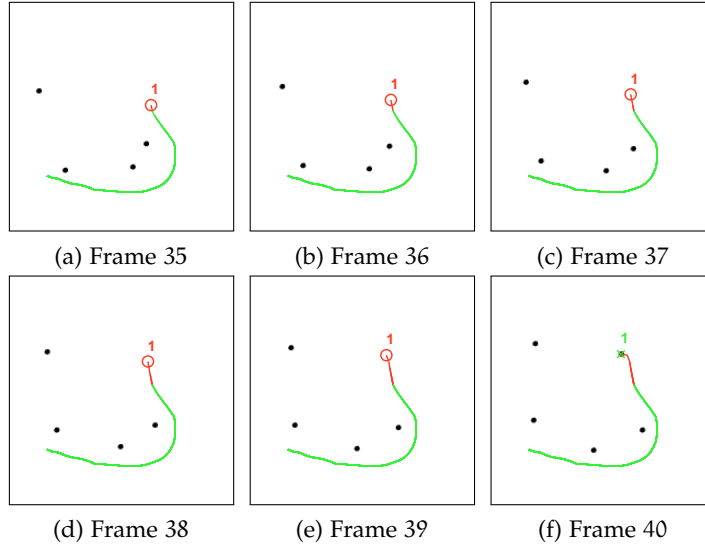 1
1
1
(a) Frame 35
(b) Frame 36
(c) Frame 37
1
1
1
(d) Frame 38
(e) Frame 39
(f) Frame 40